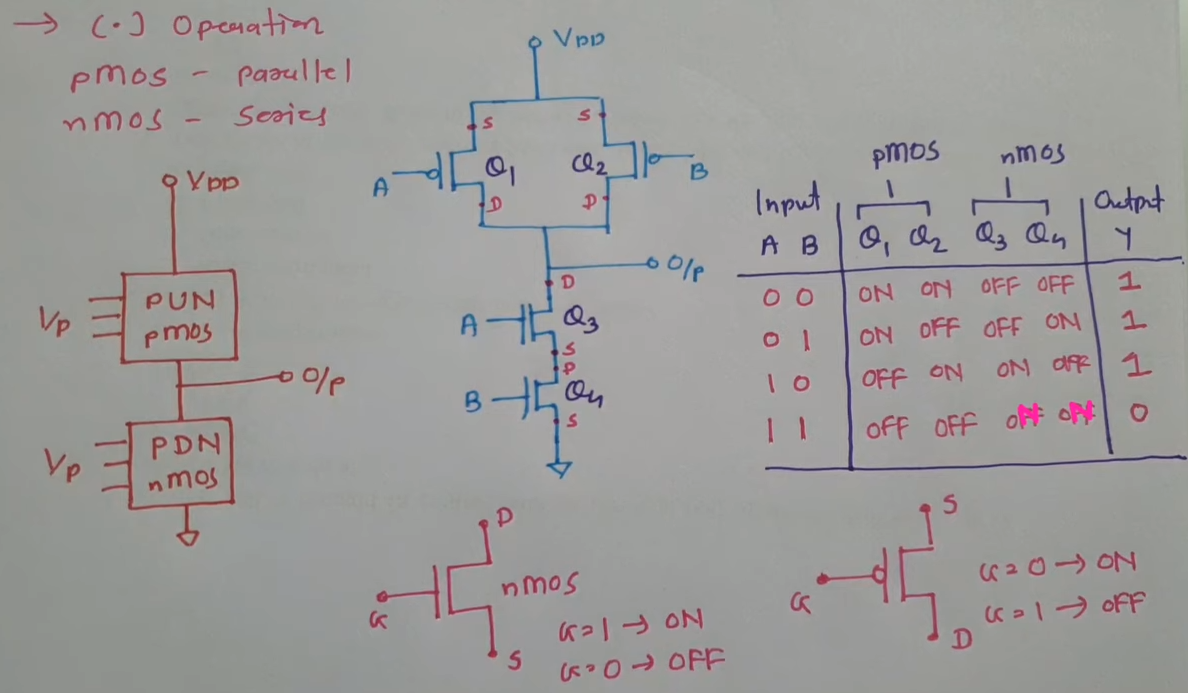 → (·) Operation
pmos - parallel
nmos - Series
VDD
PUN
pmos
Vp
O/p
PDN
nmos
Vp
VDD
S
S
A
Q1
Q2
B
D
D
O/p
D
A
Q3
S
D
B
Q4
S
pmos nmos
Input Output
A B Q1 Q2 Q3 Q4 Y
0 0 ON ON OFF OFF 1
0 1 ON OFF OFF ON 1
1 0 OFF ON ON OFF 1
1 1 OFF OFF ON ON 0
D
G
nmos
S
G=1 → ON
G=0 → OFF
S
G
D
G=0 → ON
G=1 → OFF